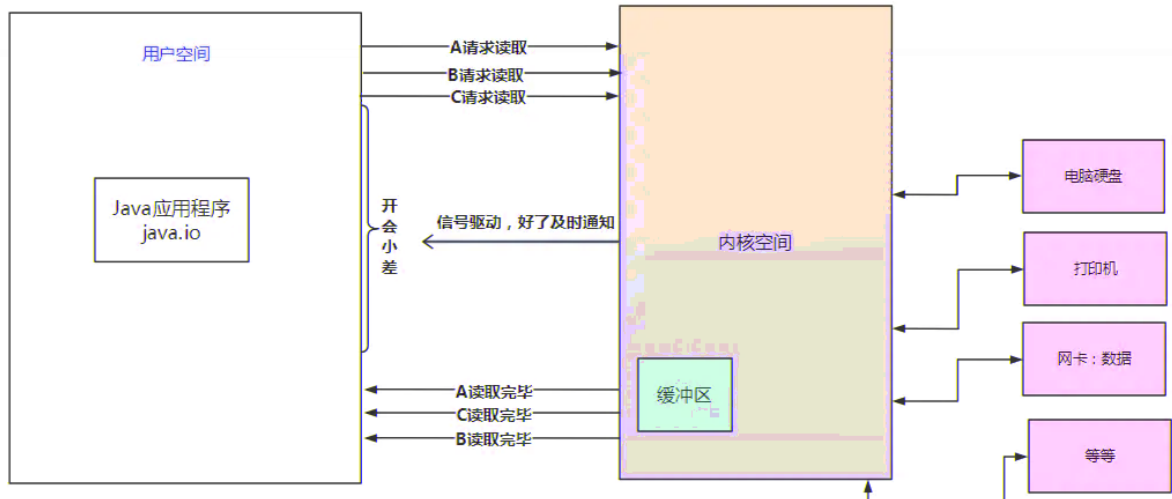 用户空间
Java应用程序
java.io
A请求读取
B请求读取
C请求读取
开
会
小
差
信号驱动，好了及时通知
A读取完毕
C读取完毕
B读取完毕
内核空间
缓冲区
电脑硬盘
打印机
网卡：数据
等等